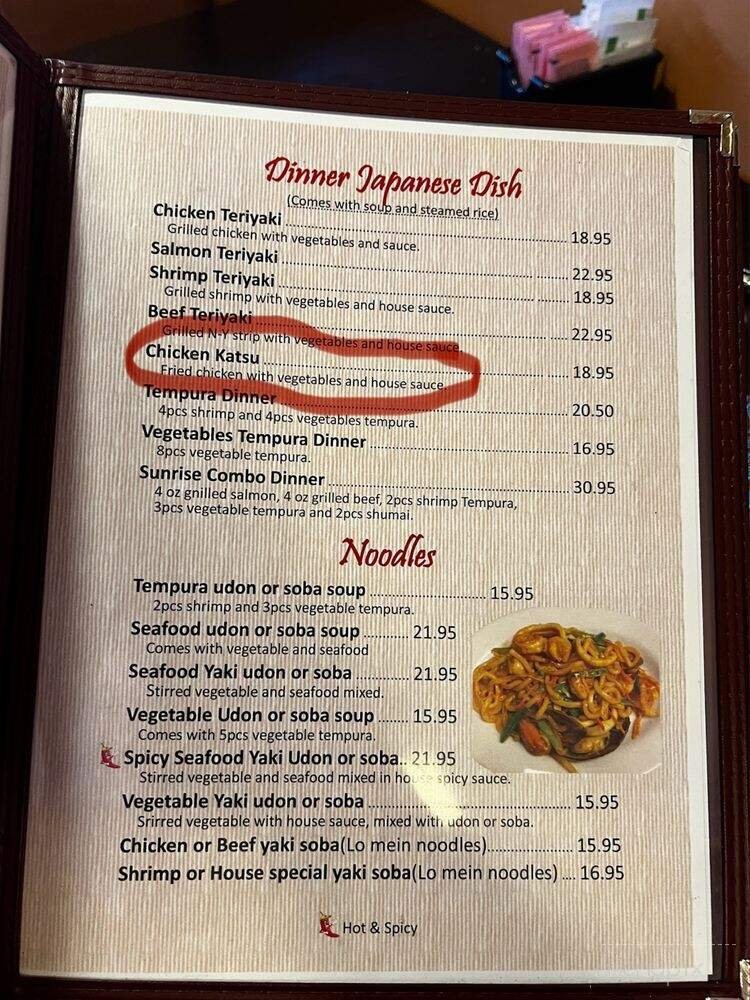 Dinner Japanese Dish
(Comes with soup and steamed rice)
Chicken Teriyaki ........ 18.95
Grilled chicken with vegetables and sauce.
Salmon Teriyaki ........ 22.95
Shrimp Teriyaki ........ 18.95
Grilled shrimp with vegetables and house sauce.
Beef Teriyaki ........ 22.95
Grilled N-Y strip with vegetables and house sauce.
Chicken Katsu ........ 18.95
Fried chicken with vegetables and house sauce.
Tempura Dinner ........ 20.50
4pcs shrimp and 4pcs vegetables tempura.
Vegetables Tempura Dinner ........ 16.95
8pcs vegetable tempura.
Sunrise Combo Dinner ........ 30.95
4 oz gnilled salmon, 4 oz grilled beef, 2pcs shrimp Tempura,
3pcs vegetable tempura and 2pcs shumai.
Noodles
Tempura udon or soba soup ........ 15.95
2pcs shrimp and 3pcs vegetable tempura.
Seafood udon or soba soup ........ 21.95
Comes with vegetable and seafood
Seafood Yaki udon or soba ........ 21.95
Stirred vegetable and seafood mixed.
Vegetable Udon or soba soup ........ 15.95
Comes with 5pcs vegetable tempura.
Spicy Seafood Yaki Udon or soba.. 21.95
Stirred vegetable and seafood mixed in house spicy sauce.
Vegetable Yaki udon or soba ........ 15.95
Srirred vegetable with house sauce, mixed with udon or soba.
Chicken or Beef yaki soba(Lo mein noodles)........ 15.95
Shrimp or House special yaki soba(Lo mein noodles) .... 16.95
Hot & Spicy